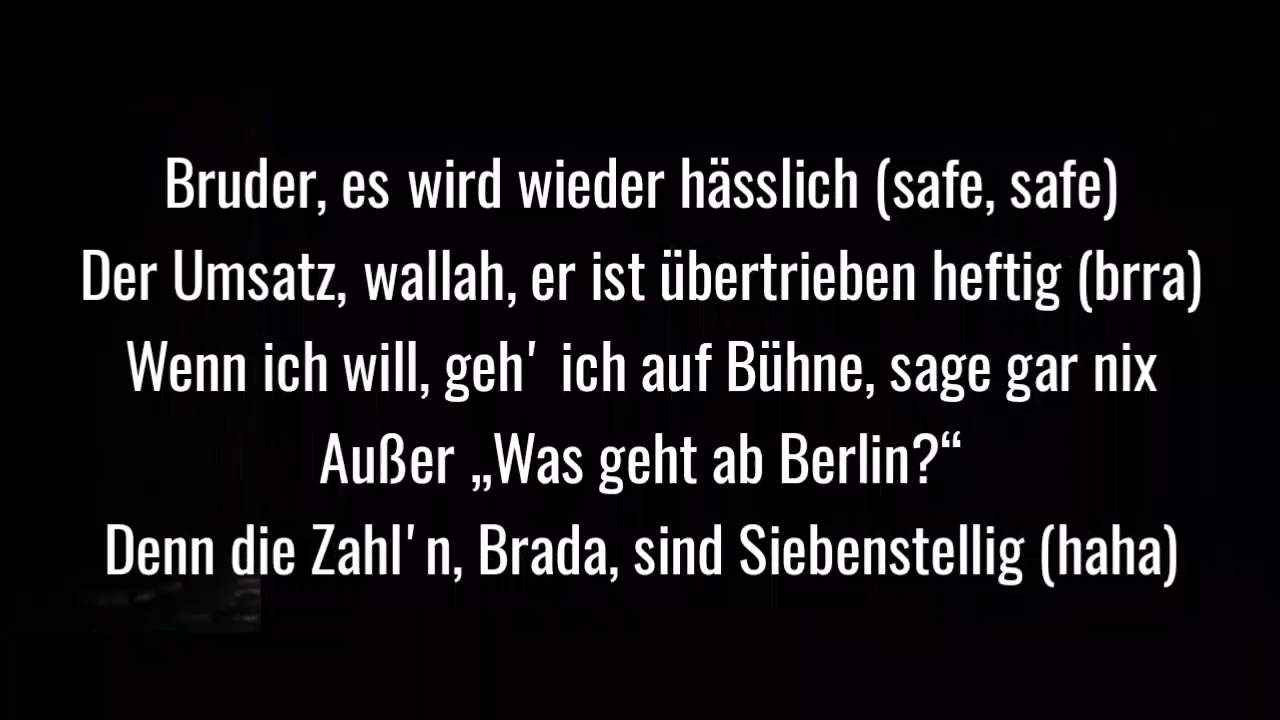 Bruder, es wird wieder hässlich (safe, safe)
Der Umsatz, wallah, er ist übertrieben heftig (brra)
Wenn ich will, geh' ich auf Bühne, sage gar nix
Außer „Was geht ab Berlin?“
Denn die Zahl'n, Brada, sind Siebenstellig (haha)